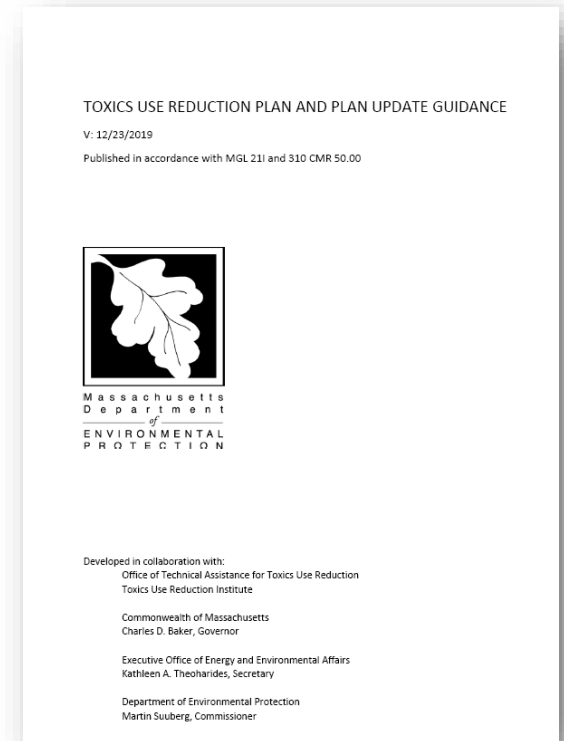 TOXICS USE REDUCTION PLAN AND PLAN UPDATE GUIDANCE
V: 12/23/2019
Published in accordance with MGL 21I and 310 CMR 50.00
Massachusetts
Department
of
ENVIRONMENTAL
PROTECTION
Developed in collaboration with:
Office of Technical Assistance for Toxics Use Reduction
Toxics Use Reduction Institute
Commonwealth of Massachusetts
Charles D. Baker, Governor
Executive Office of Energy and Environmental Affairs
Kathleen A. Theoharides, Secretary
Department of Environmental Protection
Martin Suuberg, Commissioner